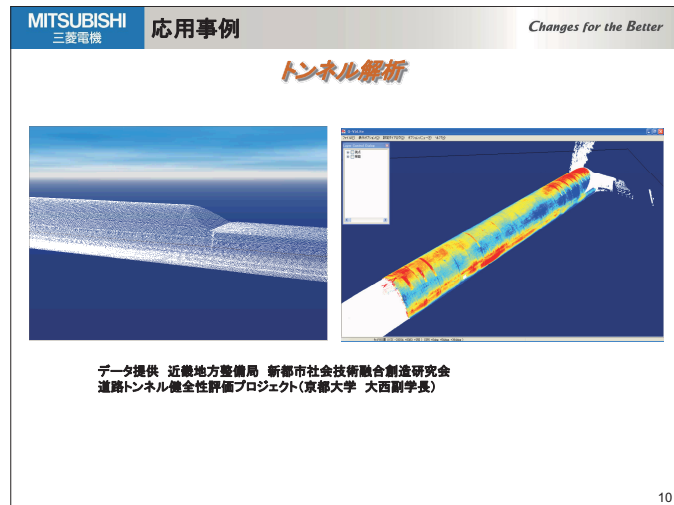 MITSUBISHI
三菱電機
応用事例
Changes for the Better
トンネル解析
データ提供 近畿地方整備局 新都市社会技術融合創造研究会
道路トンネル健全性評価プロジェクト(京都大学 大西副学長)
10